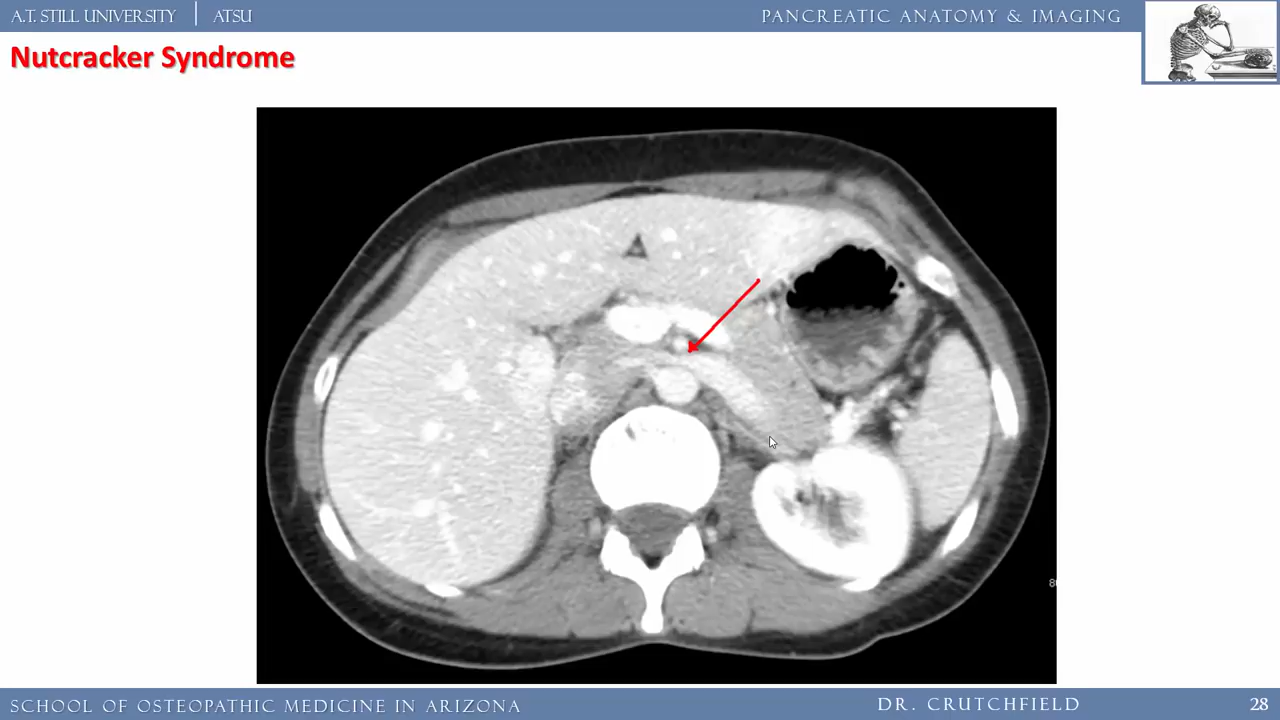 A.T. STILL UNIVERSITY | ATSU
PANCREATIC ANATOMY & IMAGING
Nutcracker Syndrome
SCHOOL OF OSTEOPATHIC MEDICINE IN ARIZONA
DR. CRUTCHFIELD
28